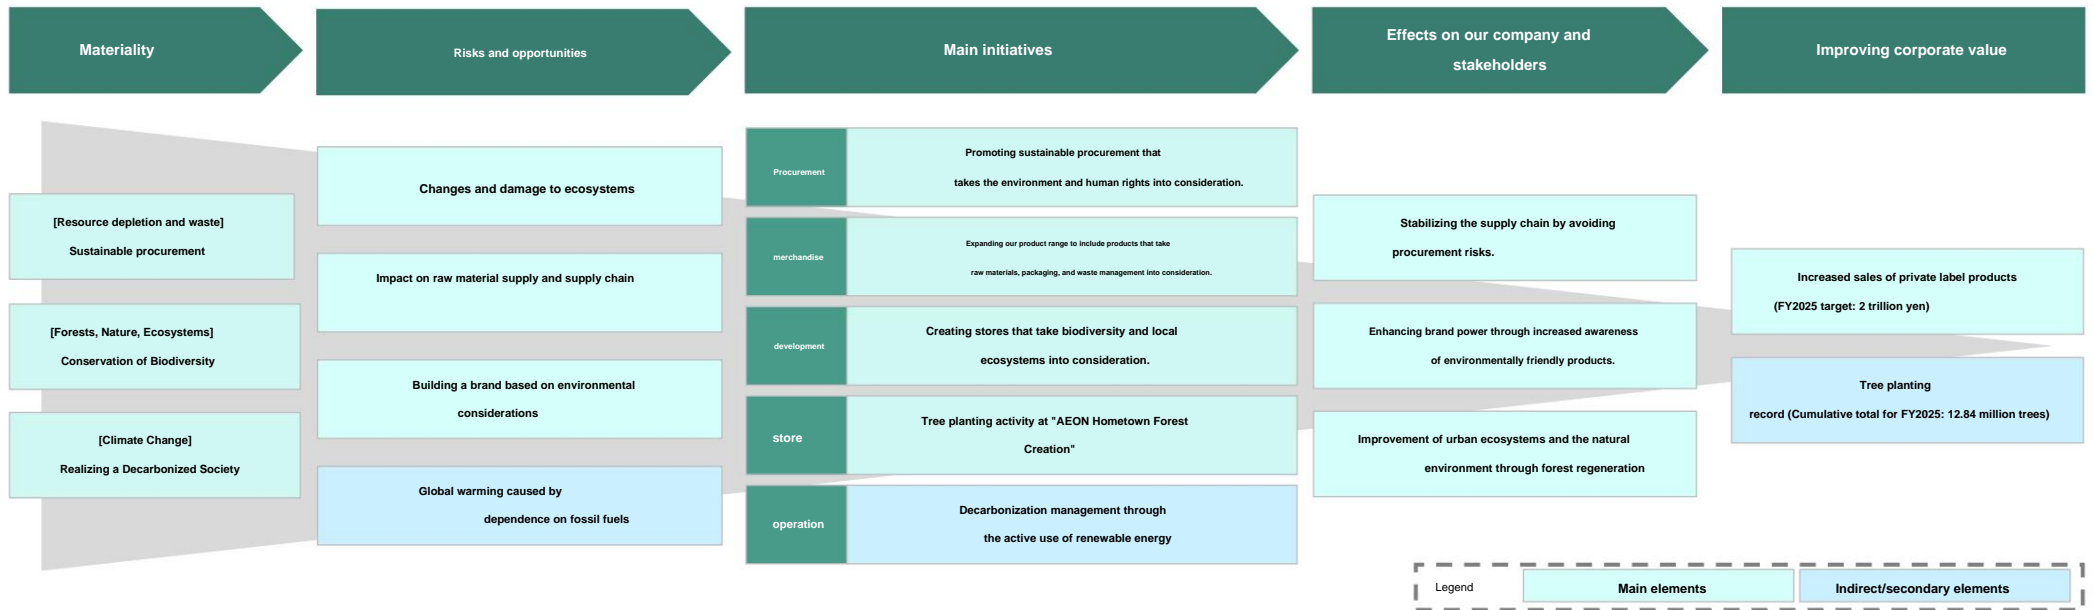 Materiality
Risks and opportunities
Main initiatives
Effects on our company and
stakeholders
Improving corporate value
[Resource depletion and waste]
Sustainable procurement
[Forests, Nature, Ecosystems]
Conservation of Biodiversity
[Climate Change]
Realizing a Decarbonized Society
Changes and damage to ecosystems
Impact on raw material supply and supply chain
Building a brand based on environmental
considerations
Global warming caused by
dependence on fossil fuels
Procurement
Promoting sustainable procurement that
takes the environment and human rights into consideration.
merchandise
Expanding our product range to include products that take
raw materials, packaging, and waste management into consideration.
development
Creating stores that take biodiversity and local
ecosystems into consideration.
store
Tree planting activity at "AEON Hometown Forest
Creation"
operation
Decarbonization management through
the active use of renewable energy
Stabilizing the supply chain by avoiding
procurement risks.
Enhancing brand power through increased awareness
of environmentally friendly products.
Improvement of urban ecosystems and the natural
environment through forest regeneration
Increased sales of private label products
(FY2025 target: 2 trillion yen)
Tree planting
record (Cumulative total for FY2025: 12.84 million trees)
Legend
Main elements
Indirect/secondary elements